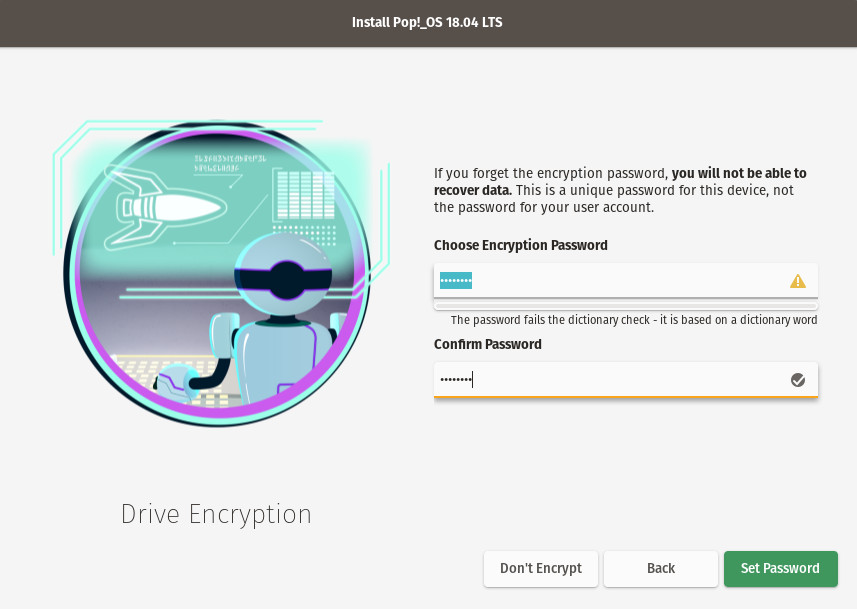 Install Pop!_OS 18.04 LTS
If you forget the encryption password, you will not be able to
recover data. This is a unique password for this device, not
the password for your user account.
Choose Encryption Password
••••••••
The password fails the dictionary check - it is based on a dictionary word
Confirm Password
••••••••
Drive Encryption
Don't Encrypt
Back
Set Password